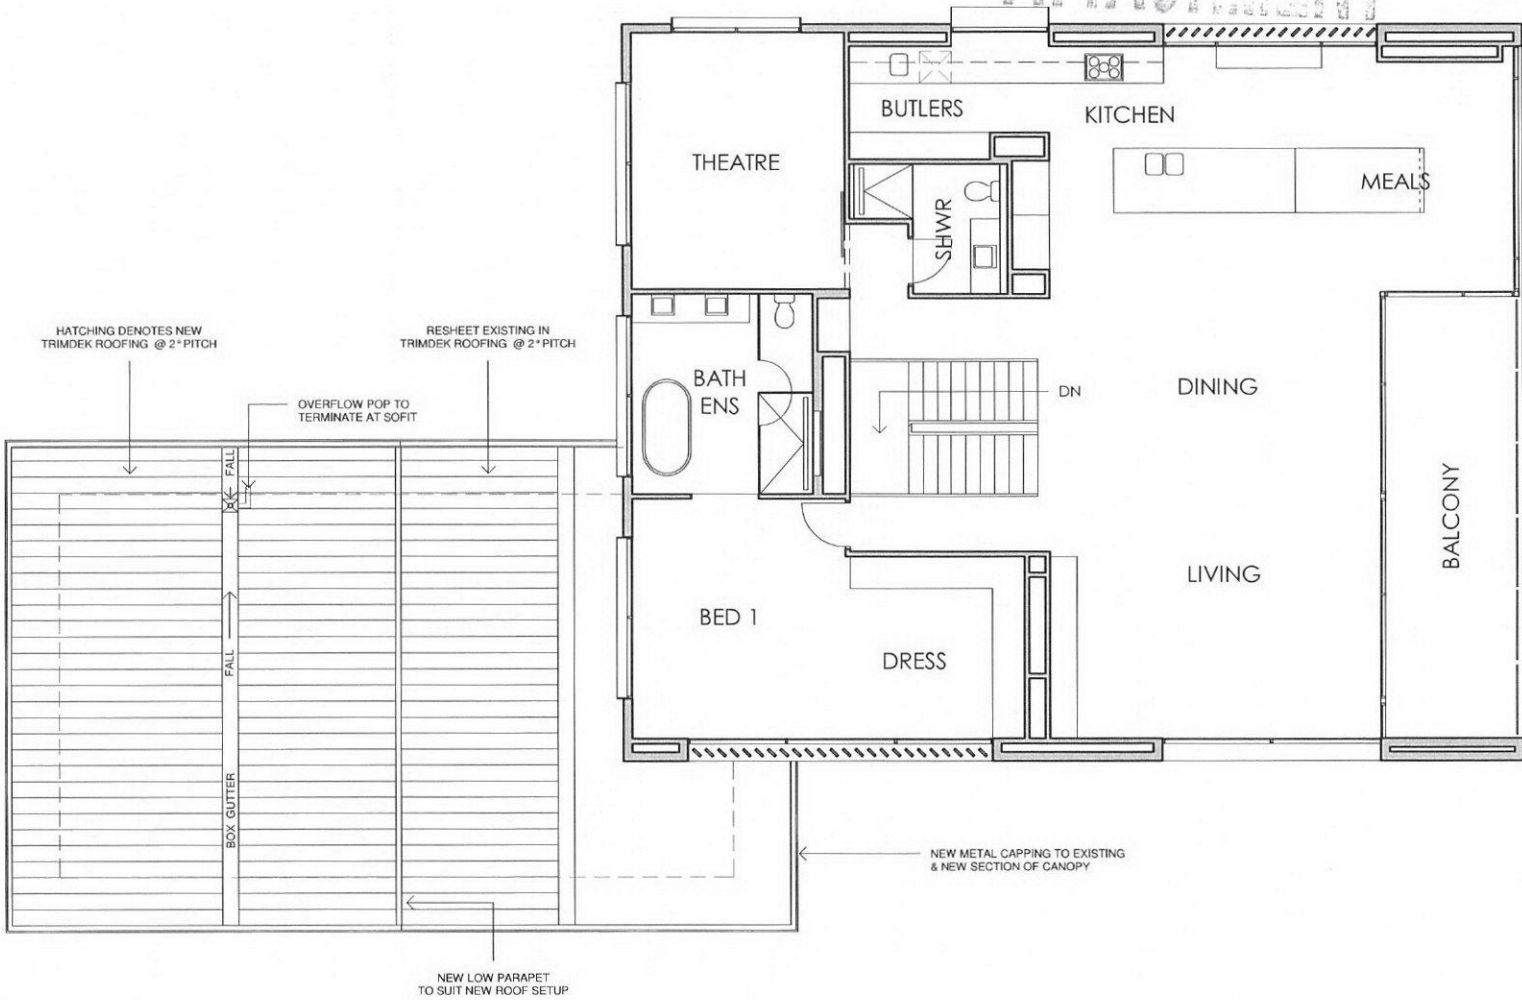 BUTLERS
KITCHEN
THEATRE
MEALS
SHWR
HATCHING DENOTES NEW
TRIMDEK ROOFING @ 2° PITCH
RESHEET EXISTING IN
TRIMDEK ROOFING @ 2° PITCH
OVERFLOW POP TO
TERMINATE AT SOFIT
BATH
ENS
DN
DINING
FALL
BALCONY
LIVING
BED 1
DRESS
FALL
BOX GUTTER
NEW METAL CAPPING TO EXISTING
& NEW SECTION OF CANOPY
NEW LOW PARAPET
TO SUIT NEW ROOF SETUP